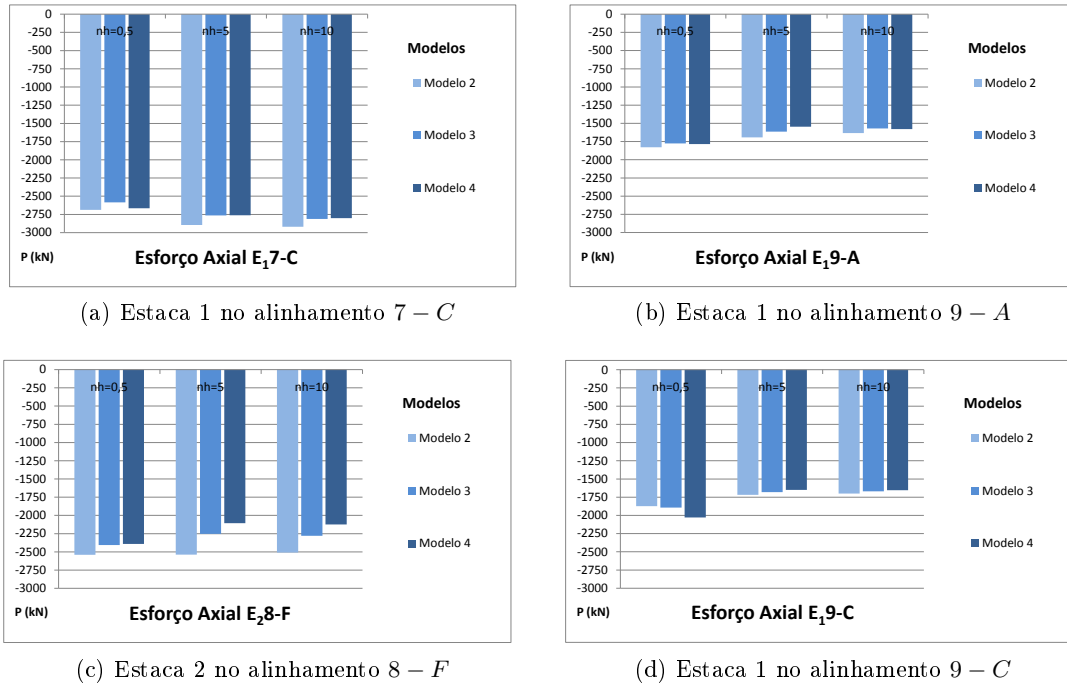 0
-250
-500
-750
-1000
-1250
-1500
-1750
-2000
-2250
-2500
-2750
-3000
nh=0,5 nh=5 nh=10
Modelos
Modelo 2
Modelo 3
Modelo 4
P (kN)
Esforço Axial E₁7-C
(a) Estaca 1 no alinhamento 7 − C
0
-250
-500
-750
-1000
-1250
-1500
-1750
-2000
-2250
-2500
-2750
-3000
nh=0,5 nh=5 nh=10
Modelos
Modelo 2
Modelo 3
Modelo 4
P (kN)
Esforço Axial E₁9-A
(b) Estaca 1 no alinhamento 9 − A
0
-250
-500
-750
-1000
-1250
-1500
-1750
-2000
-2250
-2500
-2750
-3000
nh=0,5 nh=5 nh=10
Modelos
Modelo 2
Modelo 3
Modelo 4
P (kN)
Esforço Axial E₂8-F
(c) Estaca 2 no alinhamento 8 − F
0
-250
-500
-750
-1000
-1250
-1500
-1750
-2000
-2250
-2500
-2750
-3000
nh=0,5 nh=5 nh=10
Modelos
Modelo 2
Modelo 3
Modelo 4
P (kN)
Esforço Axial E₁9-C
(d) Estaca 1 no alinhamento 9 − C